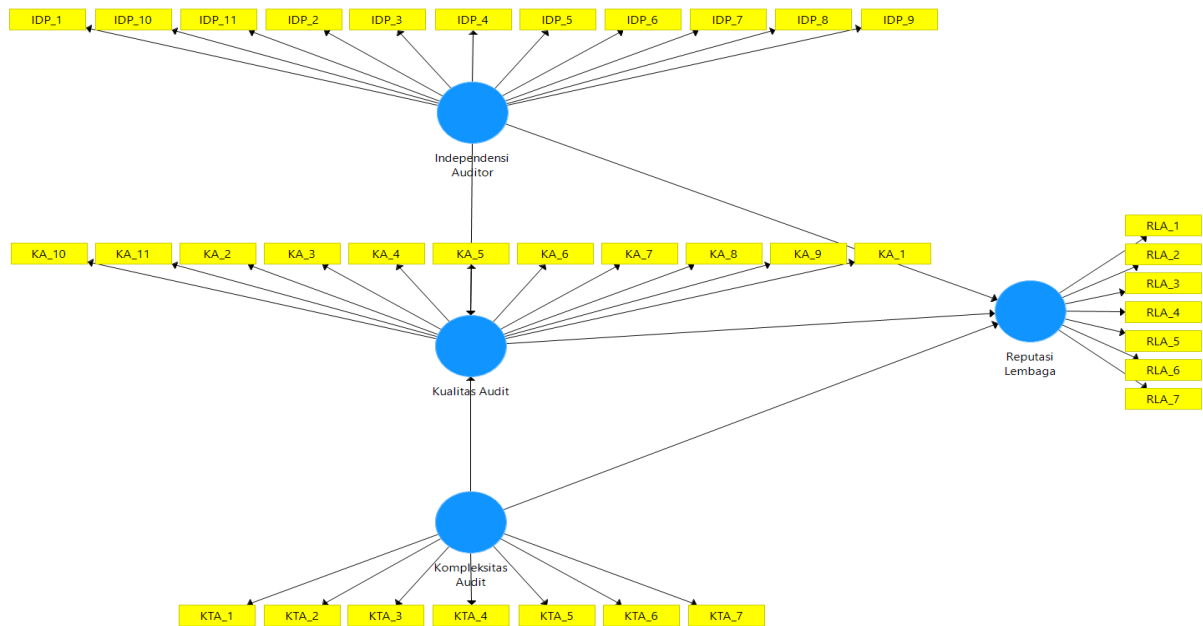 IDP_1
IDP_10
IDP_11
IDP_2
IDP_3
IDP_4
IDP_5
IDP_6
IDP_7
IDP_8
IDP_9
Independensi
Auditor
KA_10
KA_11
KA_2
KA_3
KA_4
KA_5
KA_6
KA_7
KA_8
KA_9
KA_1
Kualitas Audit
RLA_1
RLA_2
RLA_3
RLA_4
RLA_5
RLA_6
RLA_7
Reputasi
Lembaga
Kompleksitas
Audit
KTA_1
KTA_2
KTA_3
KTA_4
KTA_5
KTA_6
KTA_7